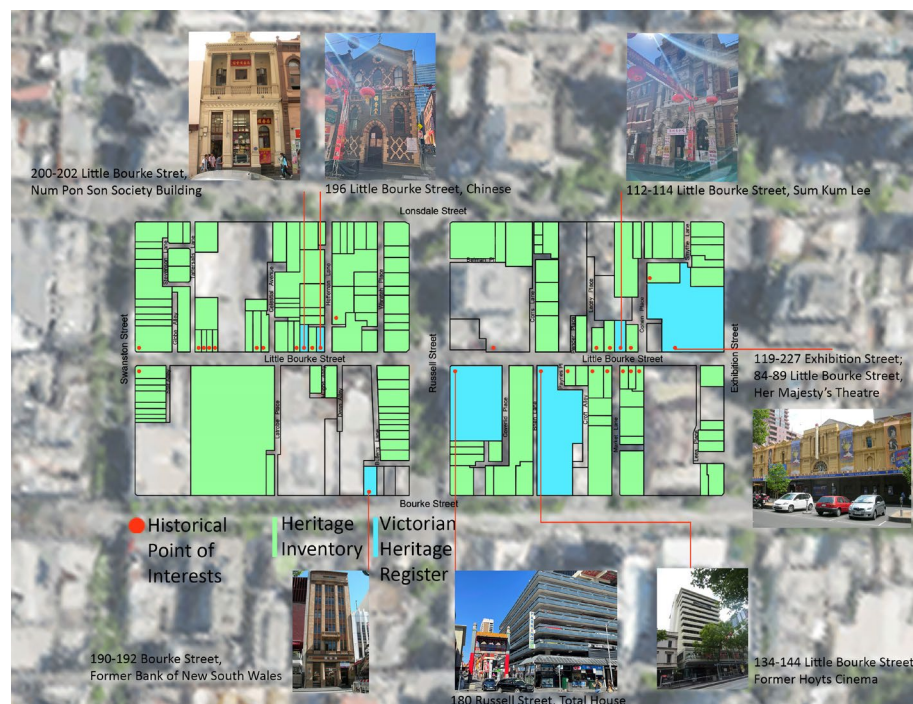 200-202 Little Bourke Stret,
Num Pon Son Society Building
196 Little Bourke Street, Chinese
112-114 Little Bourke Street, Sum Kum Lee
Lonsdale Street
Swanston Street
Russell Street
Exhibition Street
Little Bourke Street
Little Bourke Street
119-227 Exhibition Street;
84-89 Little Bourke Street,
Her Majesty's Theatre
Bourke Street
Historical
Point of
Interests
Heritage
Inventory
Victorian
Heritage
Register
190-192 Bourke Street,
Former Bank of New South Wales
180 Russell Street, Total House
134-144 Little Bourke Street
Former Hoyts Cinema